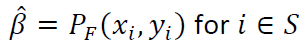 β̂ = P_F(x_i, y_i) for i ∈ S